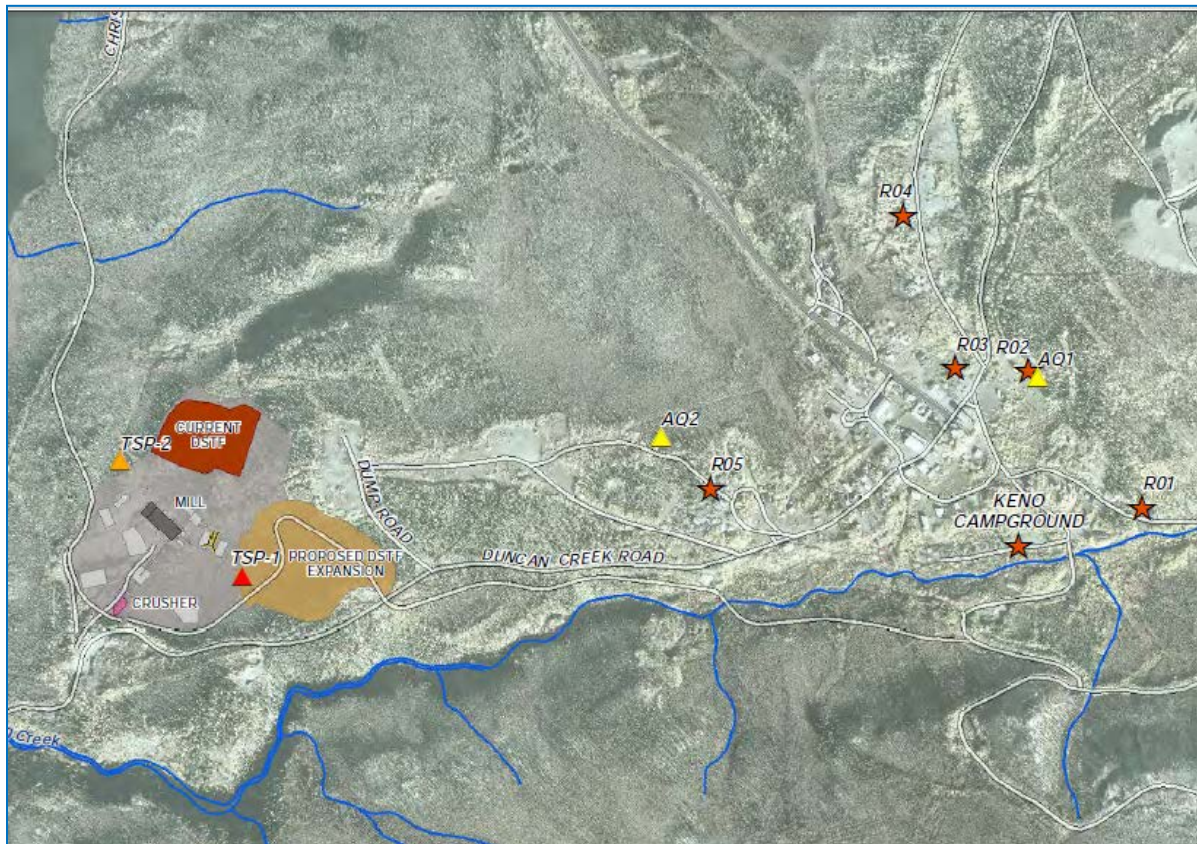 CHRIS
R04
R03
R02
AQ1
AQ2
R05
R01
KENO
CAMPGROUND
CURRENT
DSTF
TSP-2
DUMP ROAD
MILL
TSP-1
PROPOSED DSTF
EXPANSION
DUNCAN CREEK ROAD
CRUSHER
Creek